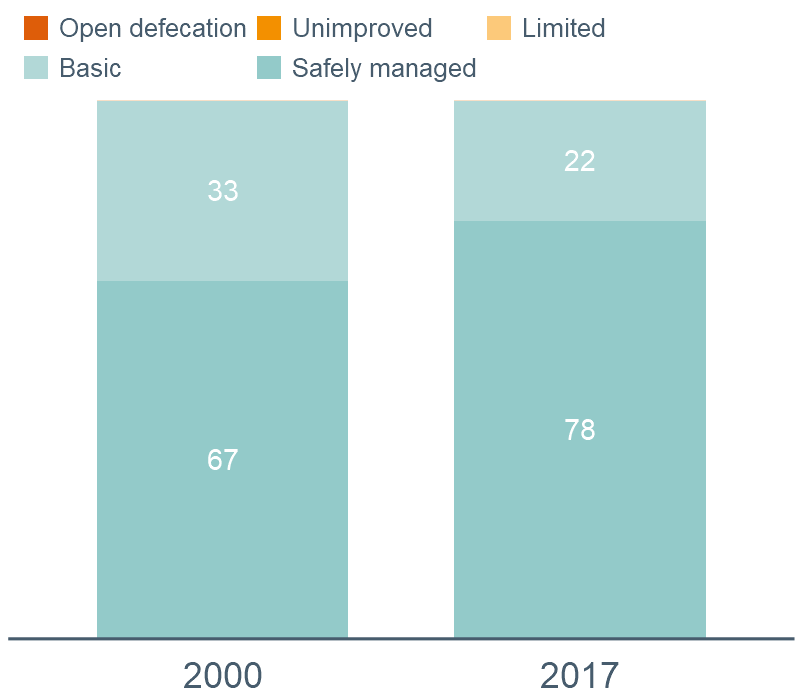 Open defecation Unimproved Limited
Basic Safely managed
33 22
67 78
2000 2017